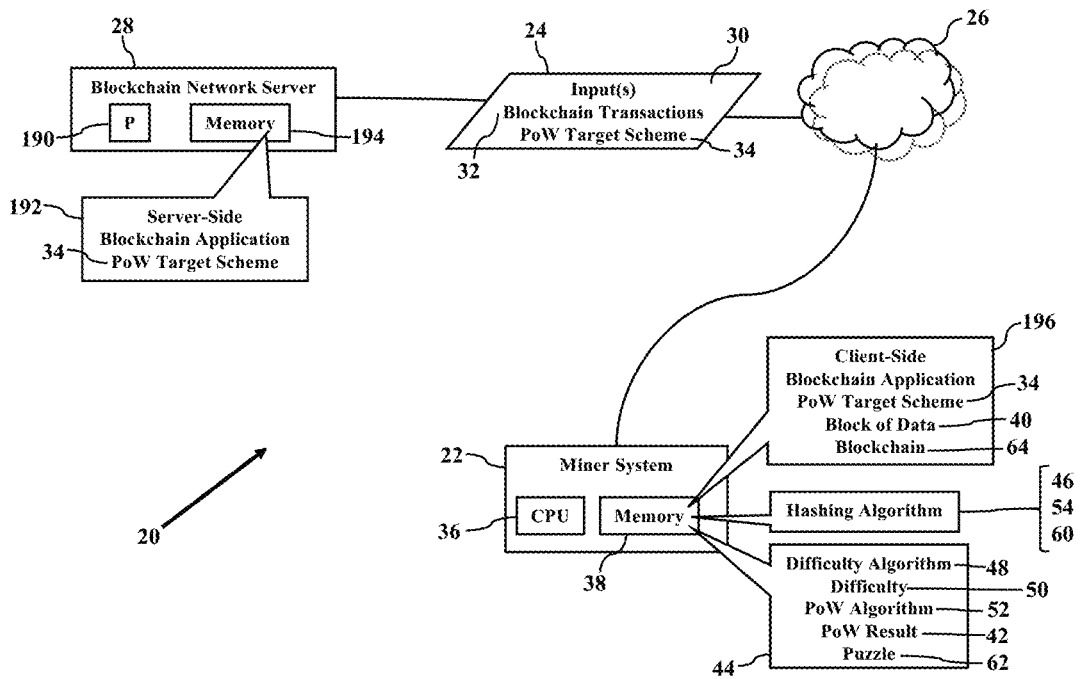 28
24
30
26
Blockchain Network Server
190
P
Memory
194
Input(s)
Blockchain Transactions
PoW Target Scheme
32
34
192
Server-Side
Blockchain Application
34
PoW Target Scheme
196
Client-Side
Blockchain Application
PoW Target Scheme
34
Block of Data
40
Blockchain
64
22
Miner System
36
CPU
Memory
38
Hashing Algorithm
46
54
60
20
Difficulty Algorithm
48
Difficulty
50
PoW Algorithm
52
PoW Result
42
Puzzle
62
44